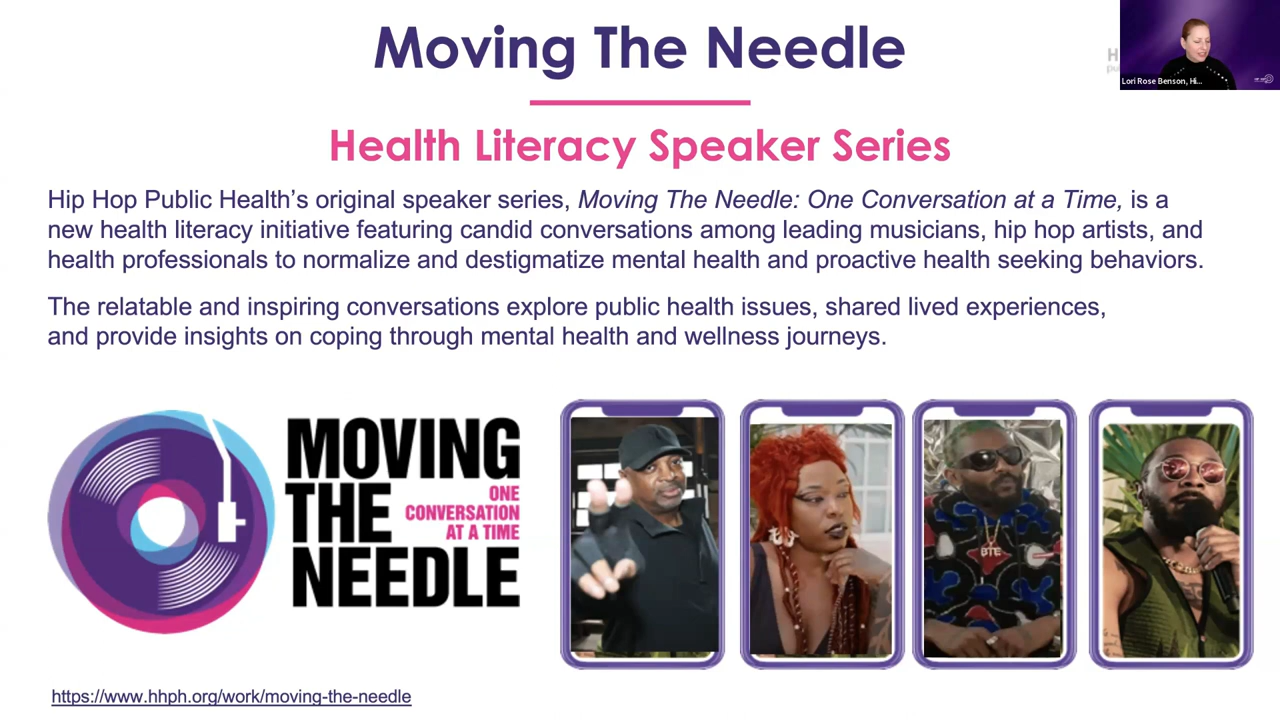 Moving The Needle
Lori Rose Benson, Hi...
Health Literacy Speaker Series
Hip Hop Public Health’s original speaker series, Moving The Needle: One Conversation at a Time, is a
new health literacy initiative featuring candid conversations among leading musicians, hip hop artists, and
health professionals to normalize and destigmatize mental health and proactive health seeking behaviors.
The relatable and inspiring conversations explore public health issues, shared lived experiences,
and provide insights on coping through mental health and wellness journeys.
MOVING
THE
ONE
CONVERSATION
AT A TIME
NEEDLE
BTE
https://www.hhph.org/work/moving-the-needle